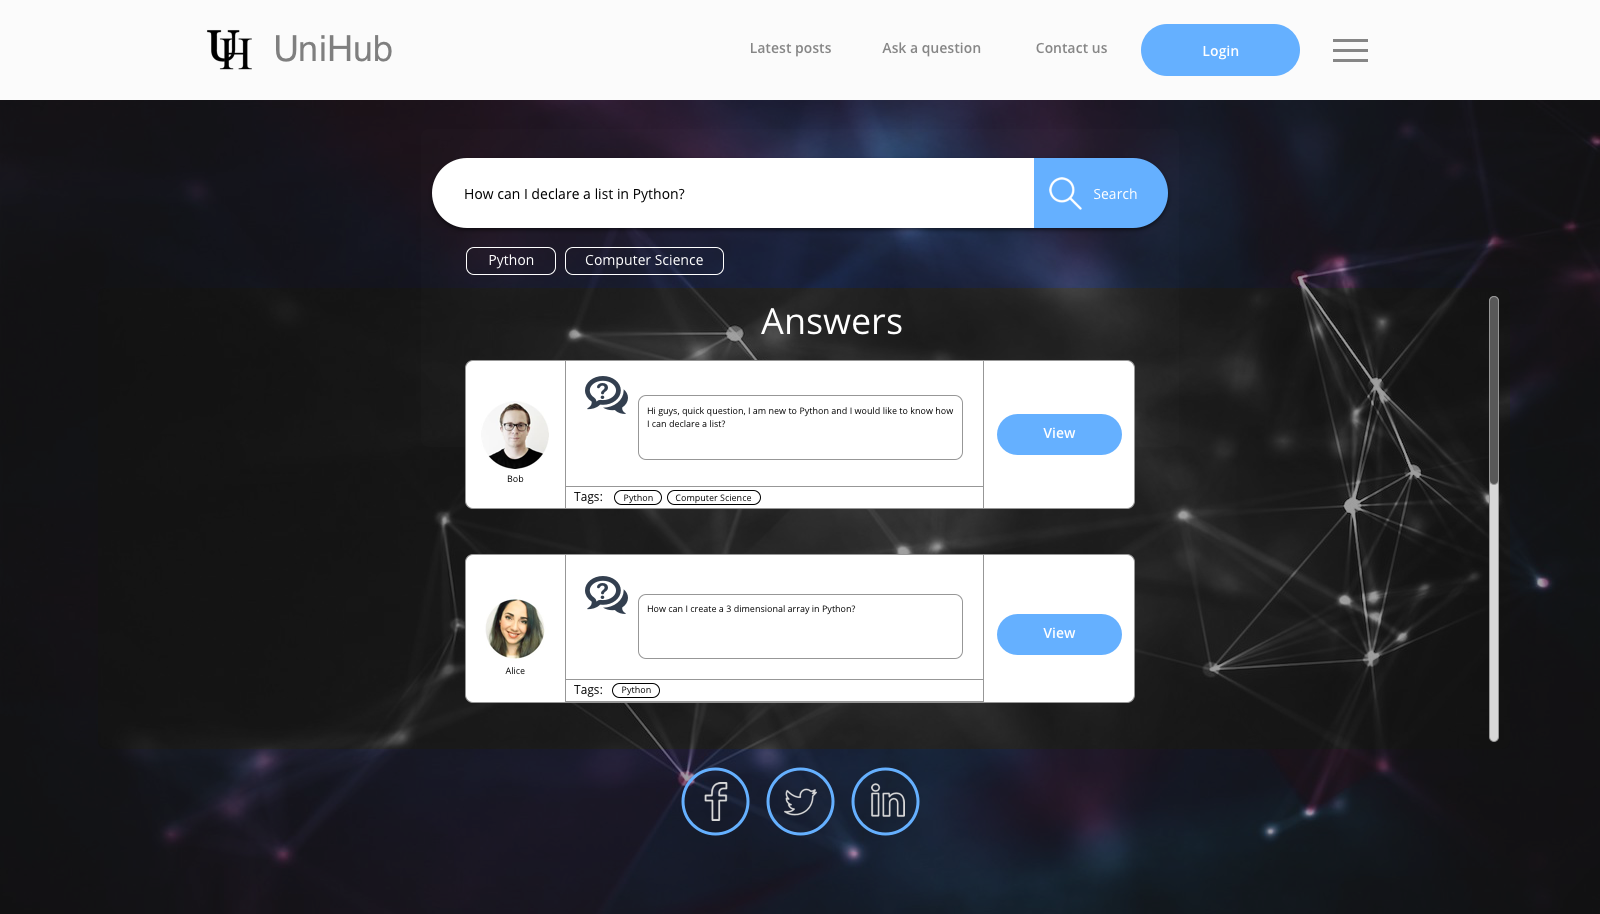 UH UniHub
Latest posts
Ask a question
Contact us
Login
How can I declare a list in Python?
Search
Python
Computer Science
Answers
Hi guys, quick question, I am new to Python and I would like to know how
I can declare a list?
View
Bob
Tags: Python Computer Science
How can I create a 3 dimensional array in Python?
View
Alice
Tags: Python
f
in